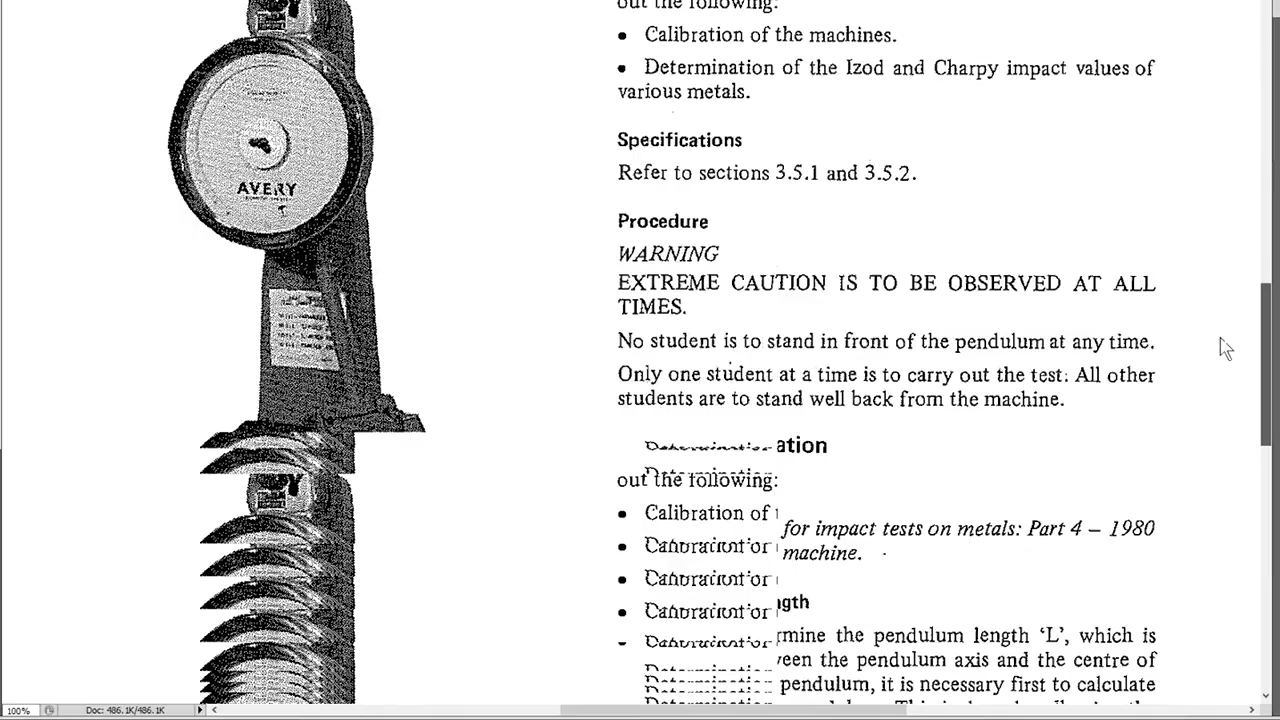 out the following:
• Calibration of the machines.
• Determination of the Izod and Charpy impact values of
various metals.
Specifications
Refer to sections 3.5.1 and 3.5.2.
Procedure
WARNING
EXTREME CAUTION IS TO BE OBSERVED AT ALL
TIMES.
No student is to stand in front of the pendulum at any time.
Only one student at a time is to carry out the test. All other
students are to stand well back from the machine.
ation
out the following:
• Calibration of
for impact tests on metals: Part 4 – 1980
machine.
gth
rmine the pendulum length ‘L’, which is
een the pendulum axis and the centre of
pendulum, it is necessary first to calculate
AVERY
100%
Doc: 486.1K/486.1K